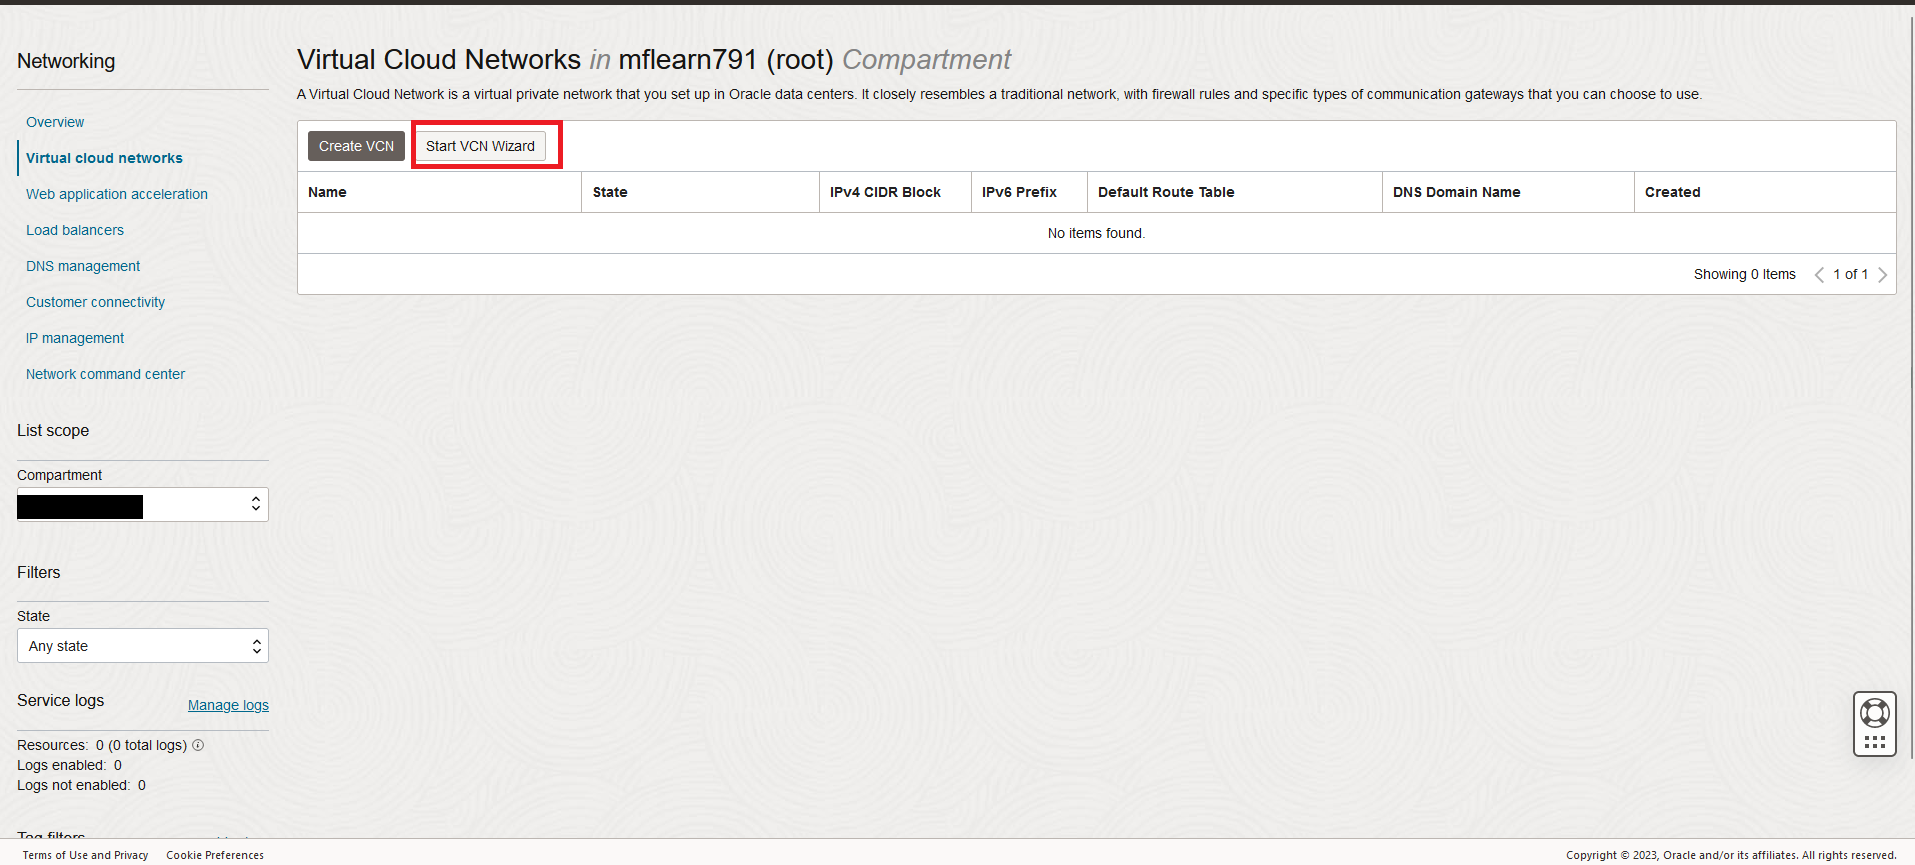 Networking
Overview
Virtual cloud networks
Web application acceleration
Load balancers
DNS management
Customer connectivity
IP management
Network command center
List scope
Compartment
Filters
State
Any state
Service logs Manage logs
Resources: 0 (0 total logs)
Logs enabled: 0
Logs not enabled: 0
Tag filters
Virtual Cloud Networks in mflearn791 (root) Compartment
A Virtual Cloud Network is a virtual private network that you set up in Oracle data centers. It closely resembles a traditional network, with firewall rules and specific types of communication gateways that you can choose to use.
Create VCN Start VCN Wizard
Name State IPv4 CIDR Block IPv6 Prefix Default Route Table DNS Domain Name Created
No items found.
Showing 0 Items 1 of 1
Terms of Use and Privacy Cookie Preferences Copyright © 2023, Oracle and/or its affiliates. All rights reserved.